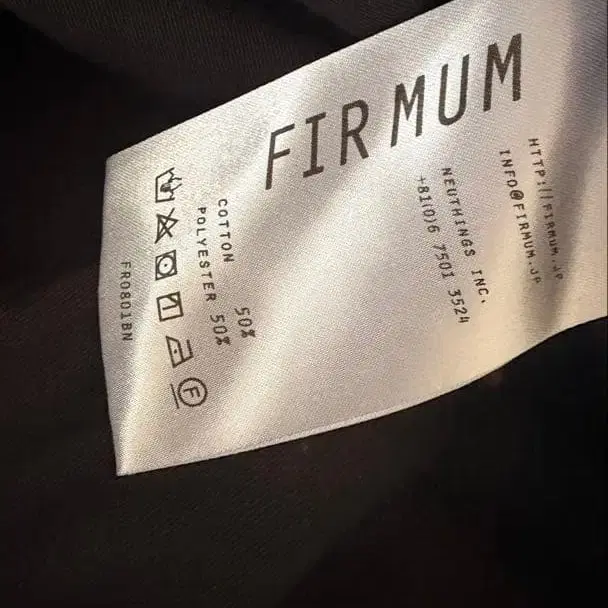 FIRMUM
COTTON 50%
POLYESTER 50%
FR0801BN
HTTP://FIRMUM.JP
INFO@FIRMUM.JP
NEUTHINGS INC.
+81(0)6 7501 3524
F